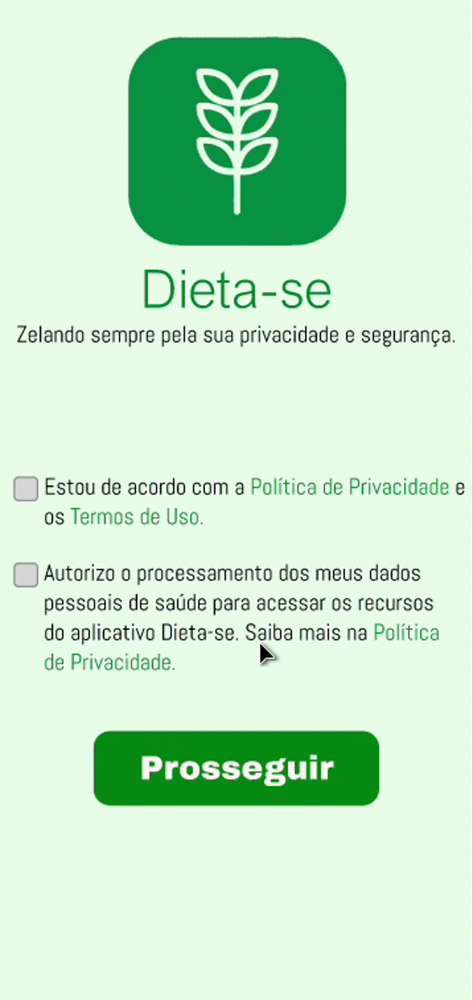 Dieta-se
Zelando sempre pela sua privacidade e segurança.
Estou de acordo com a Política de Privacidade e
os Termos de Uso.
Autorizo o processamento dos meus dados
pessoais de saúde para acessar os recursos
do aplicativo Dieta-se. Saiba mais na Política
de Privacidade.
Prosseguir